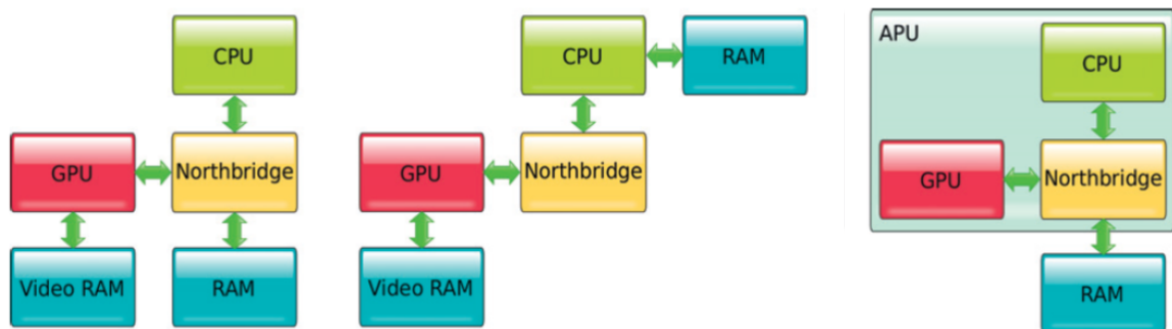 CPU
GPU
Northbridge
Video RAM
RAM
CPU
RAM
GPU
Northbridge
Video RAM
APU
CPU
GPU
Northbridge
RAM